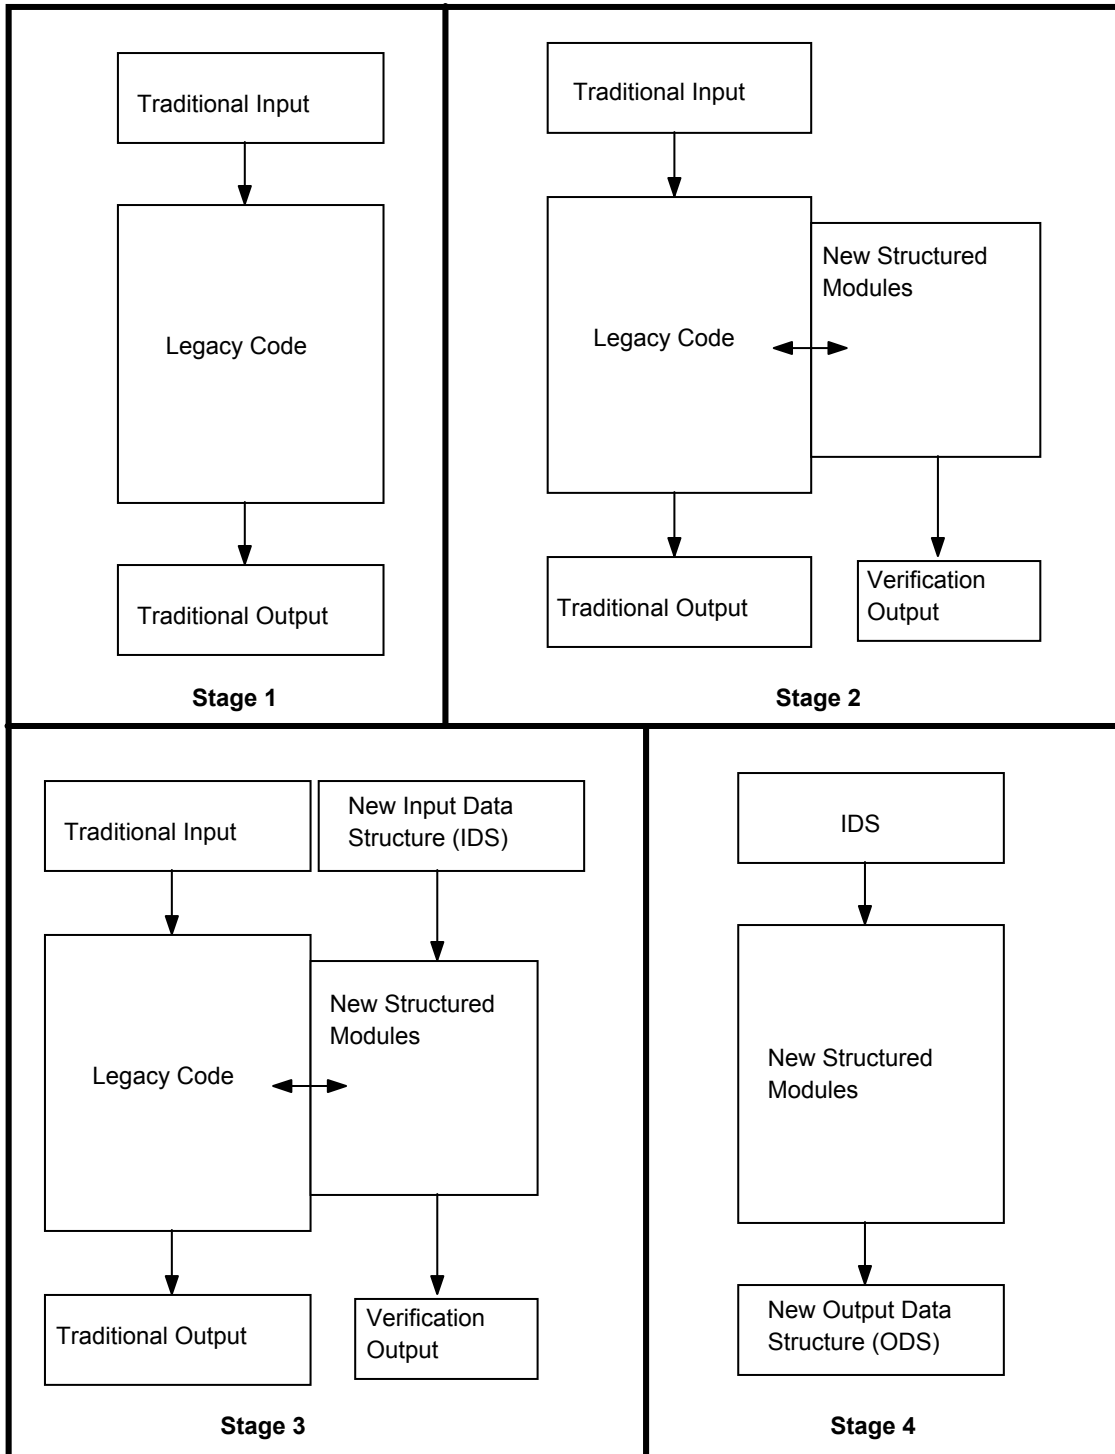 Traditional Input
Legacy Code
Traditional Output
Stage 1
Traditional Input
New Structured
Modules
Legacy Code
Traditional Output
Verification
Output
Stage 2
Traditional Input
New Input Data
Structure (IDS)
New Structured
Modules
Legacy Code
Traditional Output
Verification
Output
Stage 3
IDS
New Structured
Modules
New Output Data
Structure (ODS)
Stage 4